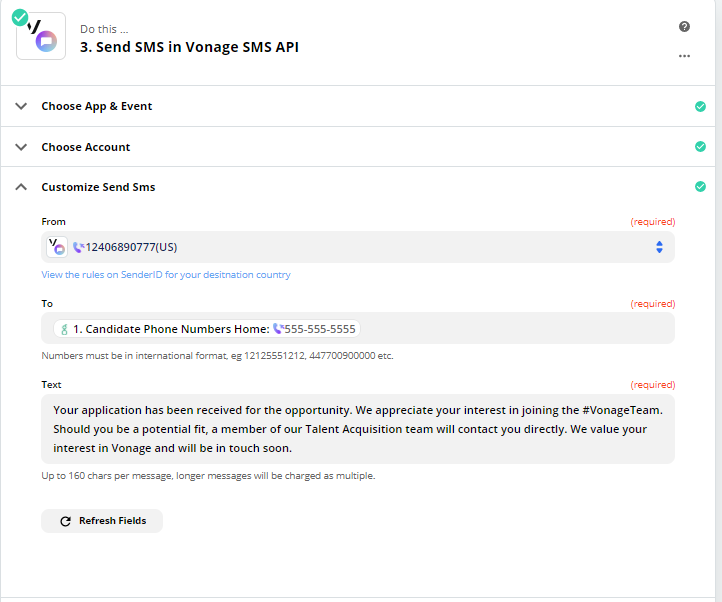 Do this ...
3. Send SMS in Vonage SMS API
Choose App & Event
Choose Account
Customize Send Sms
From (required)
12406890777(US)
View the rules on SenderID for your desitnation country
To (required)
1. Candidate Phone Numbers Home: 555-555-5555
Numbers must be in international format, eg 12125551212, 447700900000 etc.
Text (required)
Your application has been received for the opportunity. We appreciate your interest in joining the #VonageTeam.
Should you be a potential fit, a member of our Talent Acquisition team will contact you directly. We value your
interest in Vonage and will be in touch soon.
Up to 160 chars per message, longer messages will be charged as multiple.
Refresh Fields